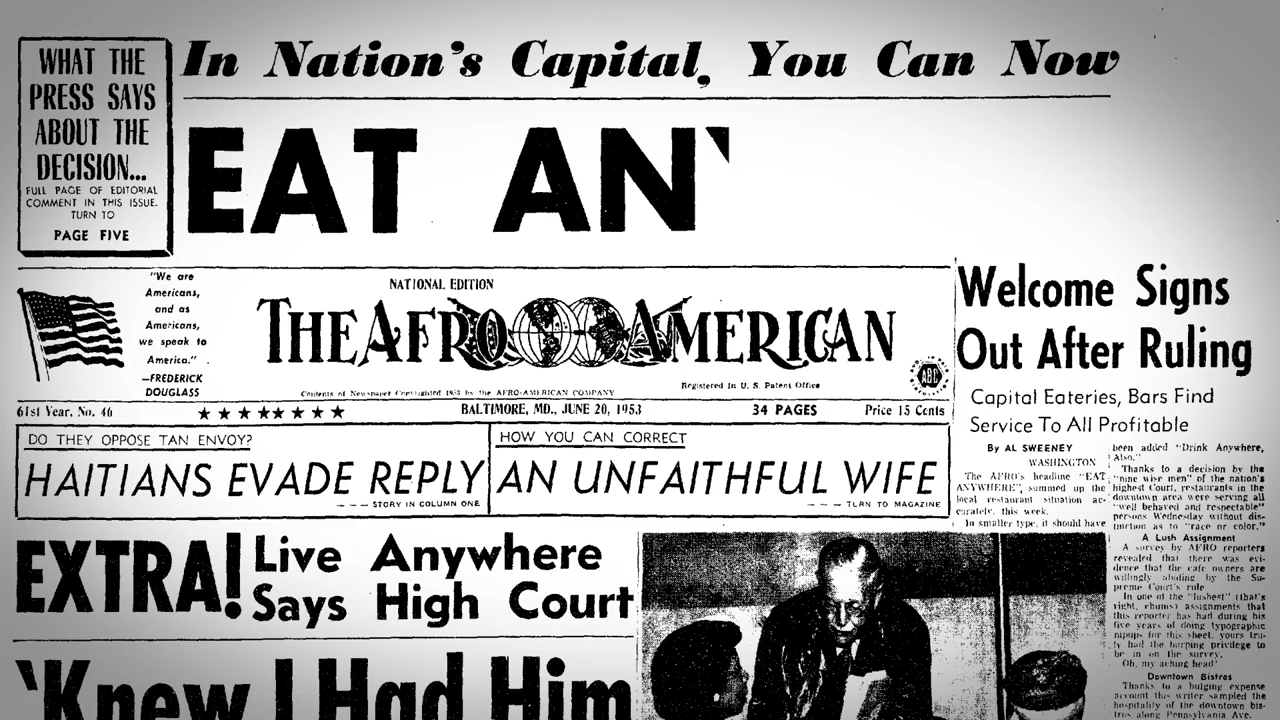 WHAT THE
PRESS SAYS
ABOUT THE
DECISION...
FULL PAGE OF EDITORIAL
COMMENT IN THIS ISSUE.
TURN TO
PAGE FIVE
In Nation's Capital, You Can Now
EAT AN
"We are
Americans,
and as
Americans,
we speak to
America."
—FREDERICK
DOUGLASS
NATIONAL EDITION
THE AFRO AMERICAN
Contents of Newspaper Copyrighted 1953 by the AFRO-AMERICAN COMPANY
Registered in U. S. Patent Office
ABC
61st Year, No. 46 ★ ★ ★ ★ ★ ★ ★ ★ BALTIMORE, MD., JUNE 20, 1953 34 PAGES Price 15 Cents
DO THEY OPPOSE TAN ENVOY?
HAITIANS EVADE REPLY
— — — STORY IN COLUMN ONE
HOW YOU CAN CORRECT
AN UNFAITHFUL WIFE
— — — TURN TO MAGAZINE
EXTRA! Live Anywhere
Says High Court
'Knew I Had Him
Welcome Signs
Out After Ruling
Capital Eateries, Bars Find
Service To All Profitable
By AL SWEENEY
WASHINGTON
The AFRO's headline "EAT
ANYWHERE", summed up the
local restaurant situation ac-
curately, this week.
In smaller type, it should have
been added "Drink Anywhere,
Also."
Thanks to a decision by the
"nine wise men" of the nation's
highest Court, restaurants in the
downtown area were serving all
"well behaved and respectable"
persons Wednesday without dis-
tinction as to "race or color."
A Lush Assignment
A survey by AFRO reporters
revealed that there was evi-
dence that the cafe owners are
willingly abiding by the Su-
preme Court's rule
In one of the "lushest" (that's
right, chums) assignments that
this reporter has had during his
five years of doing typographic
nipups for this sheet, yours tru-
ly had the burping privilege to
be in on the survey.
Oh, my aching head!
Downtown Bistros
Thanks to a bulging expense
account this writer sampled the
hospitality of the downtown bis-
tros along Pennsylvania Ave.